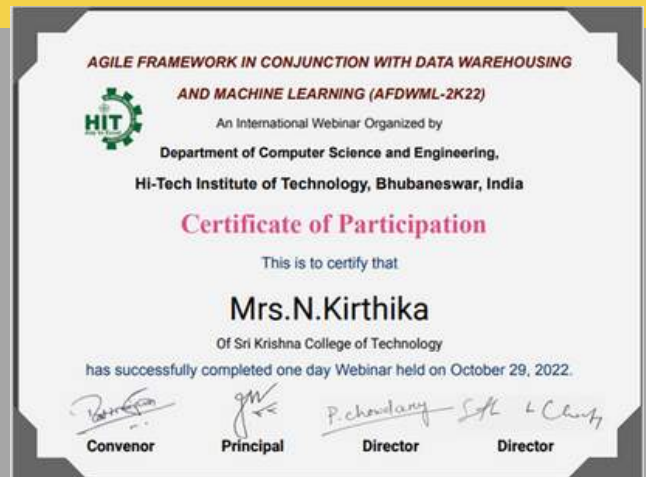 AGILE FRAMEWORK IN CONJUNCTION WITH DATA WAREHOUSING
AND MACHINE LEARNING (AFDWML-2K22)
HIT
An International Webinar Organized by
Department of Computer Science and Engineering,
Hi-Tech Institute of Technology, Bhubaneswar, India
Certificate of Participation
This is to certify that
Mrs.N.Kirthika
Of Sri Krishna College of Technology
has successfully completed one day Webinar held on October 29, 2022.
P.chowdary
Convenor Principal Director Director